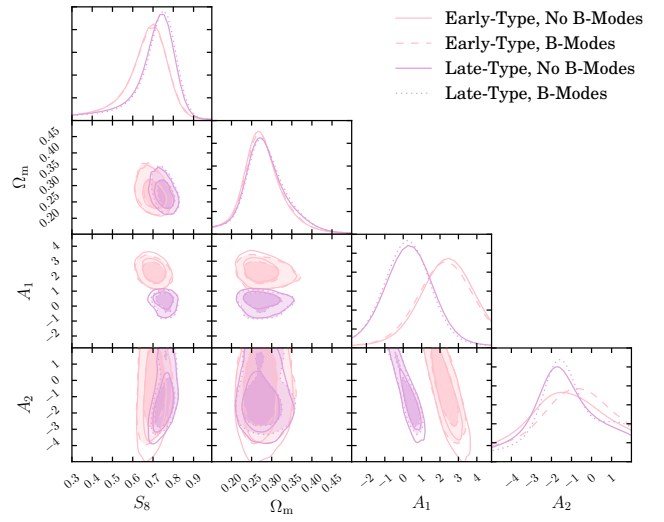 Early-Type, No B-Modes
Early-Type, B-Modes
Late-Type, No B-Modes
Late-Type, B-Modes
Ωm
0.45
0.40
0.35
0.30
0.25
0.20
A1
4
3
2
1
0
−1
−2
A2
1
0
−1
−2
−3
−4
0.3 0.4 0.5 0.6 0.7 0.8 0.9
0.20 0.25 0.30 0.35 0.40 0.45
−2 −1 0 1 2 3 4
−4 −3 −2 −1 0 1
S8
Ωm
A1
A2